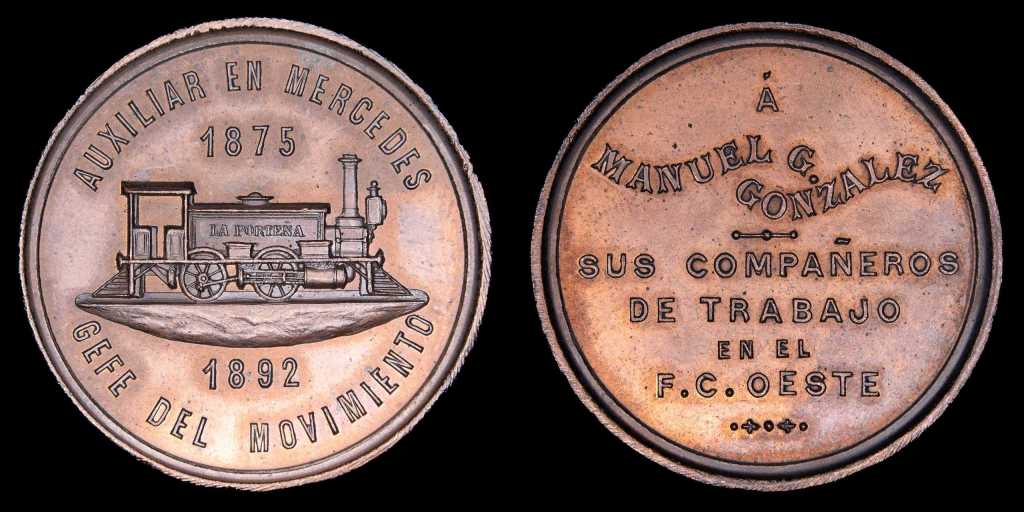 AUXILIAR EN MERCEDES
1875
LA PORTEÑA
1892
GEFE DEL MOVIMIENTO
Á
MANUEL G.
GONZALEZ
SUS COMPAÑEROS
DE TRABAJO
EN EL
F.C. OESTE